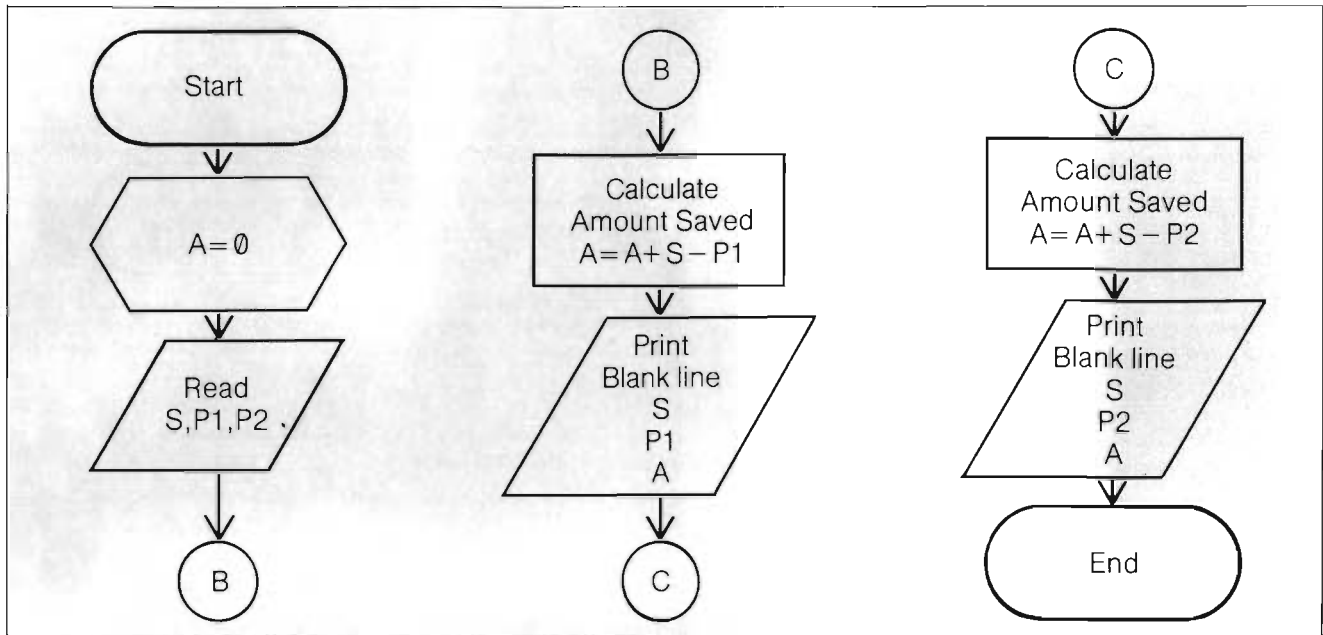 Start
A=0
Read
S,P1,P2
B
B
Calculate
Amount Saved
A=A+S-P1
Print
Blank line
S
P1
A
C
C
Calculate
Amount Saved
A=A+S-P2
Print
Blank line
S
P2
A
End